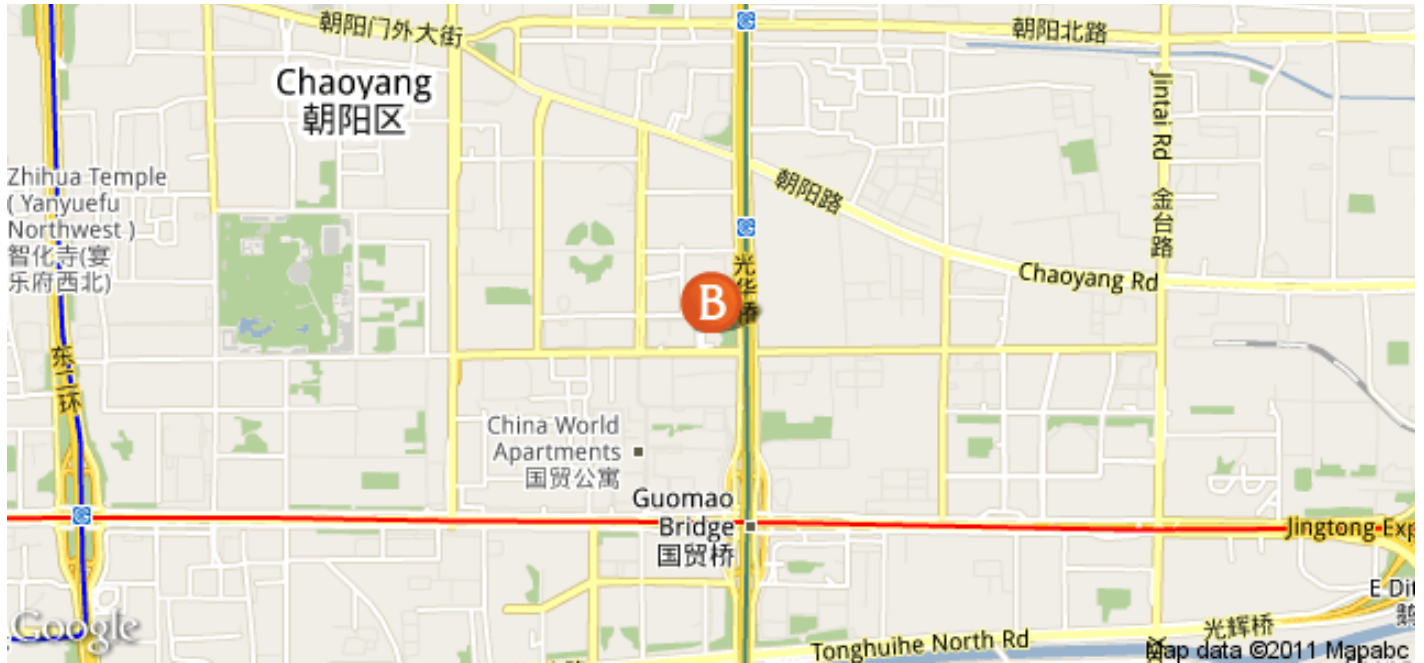 朝阳门外大街
朝阳北路
Chaoyang
朝阳区
Jintai Rd
金台路
Zhihua Temple
( Yanyuefu
Northwest )
智化寺(宴
乐府西北)
朝阳路
光华桥
Chaoyang Rd
B
东二环
China World
Apartments
国贸公寓
Guomao
Bridge
国贸桥
Jingtong Exp
E Dit
Google
光辉桥
Tonghuihe North Rd
Map data ©2011 Mapabc